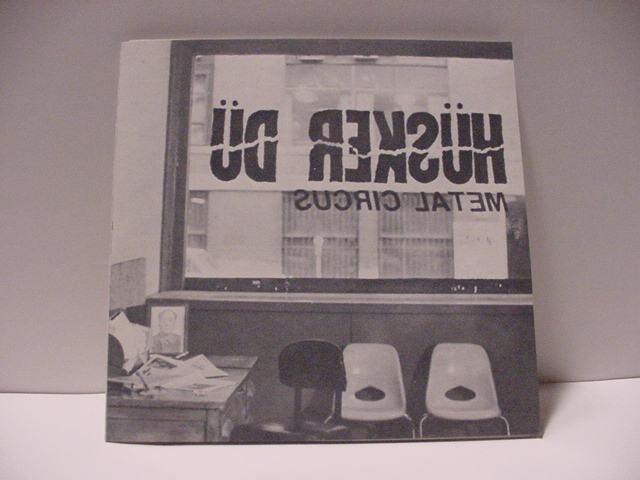 HÜSKER DÜ
METAL CIRCUS